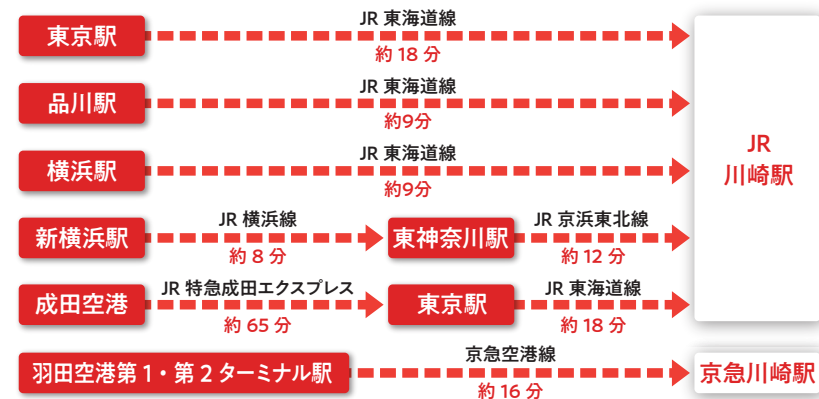 JR 東海道線
東京駅
約 18 分
JR 東海道線
品川駅
約9分
JR 東海道線
横浜駅
約9分
JR
川崎駅
JR 横浜線
JR 京浜東北線
新横浜駅
東神奈川駅
約 8 分
約 12 分
JR 特急成田エクスプレス
JR 東海道線
成田空港
東京駅
約 65 分
約 18 分
京急空港線
羽田空港第 1・第 2 ターミナル駅
京急川崎駅
約 16 分